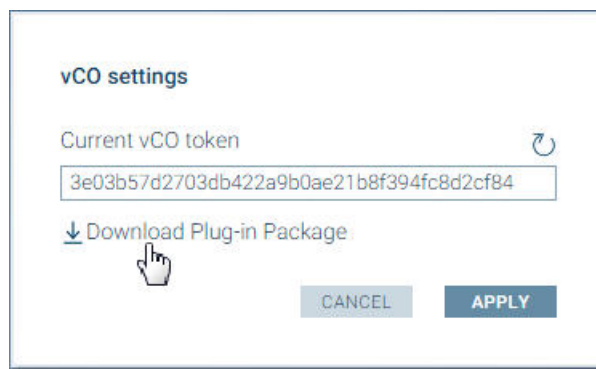 vCO settings
Current vCO token
3e03b57d2703db422a9b0ae21b8f394fc8d2cf84
Download Plug-in Package
CANCEL
APPLY